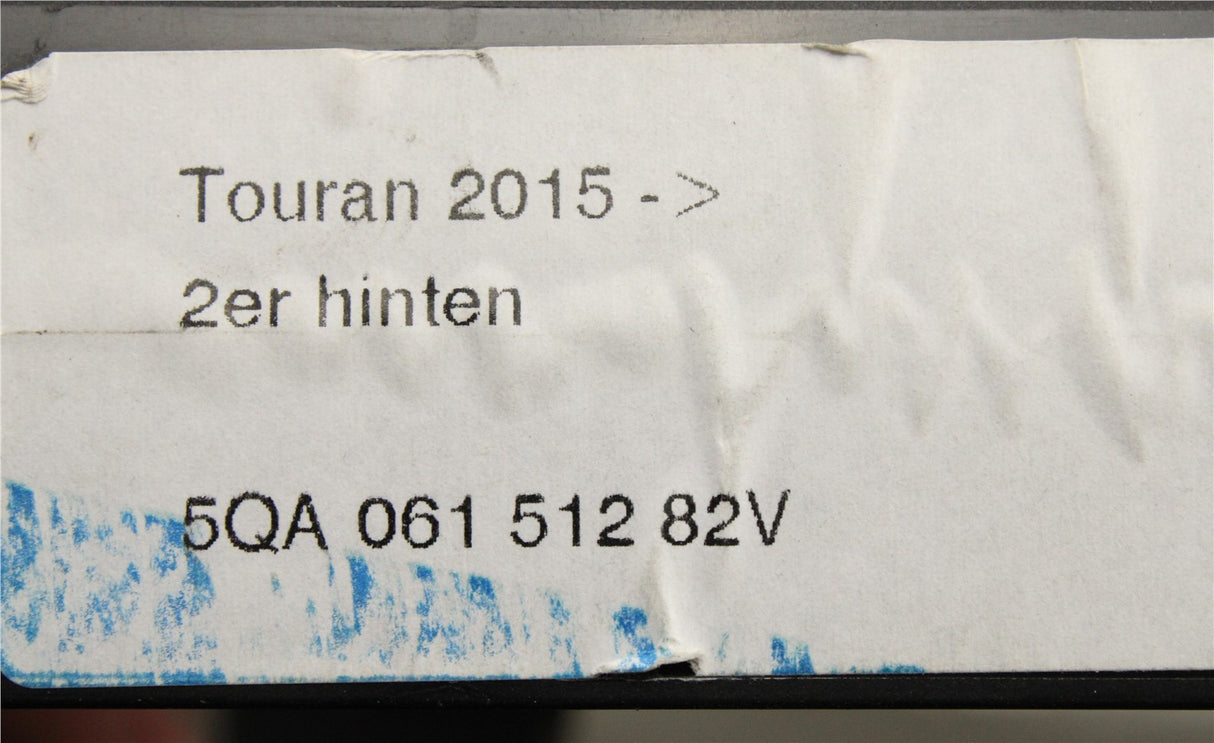 Touran 2015 ->
2er hinten
5QA 061 512 82V